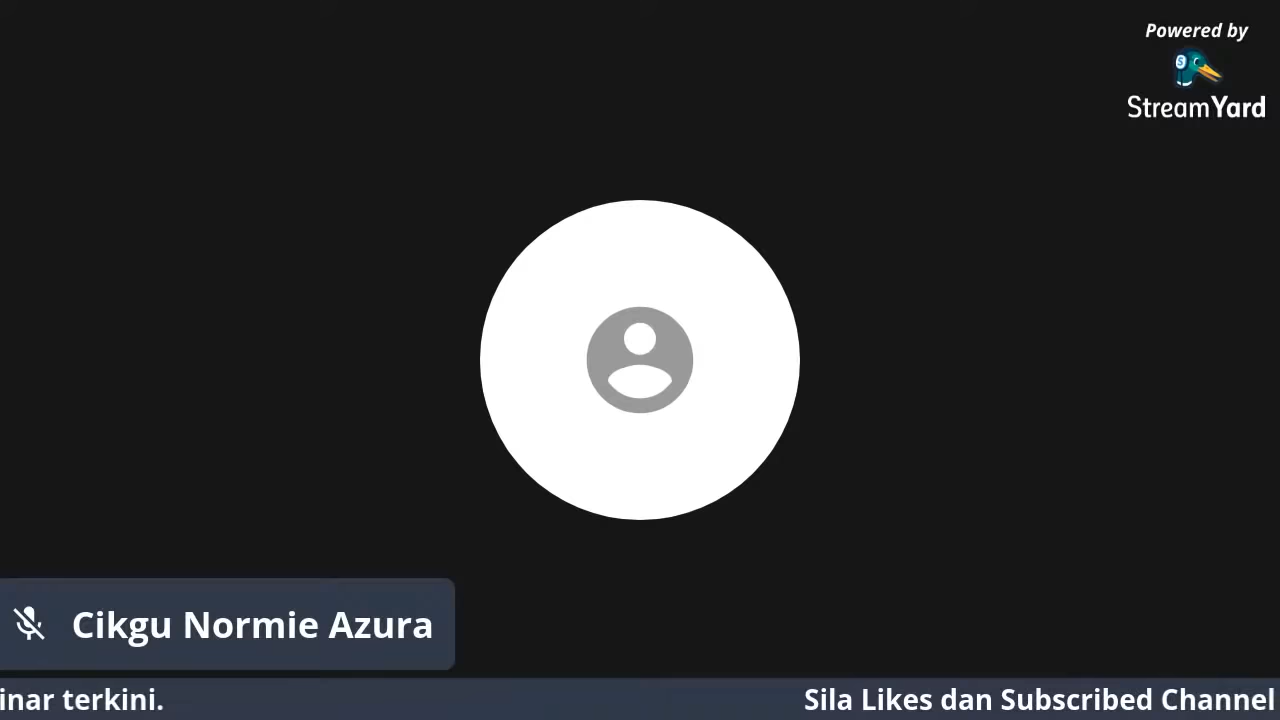 Powered by
StreamYard
Cikgu Normie Azura
inar terkini.
Sila Likes dan Subscribed Channel